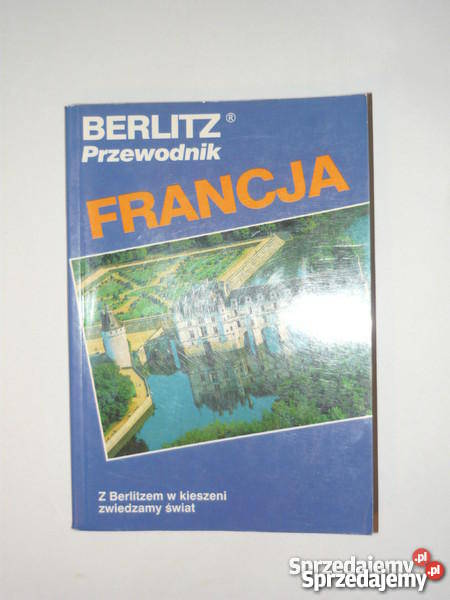 BERLITZ®
Przewodnik
FRANCJA
Z Berlitzem w kieszeni
zwiedzamy świat
Sprzedajemy.pl
Sprzedajemy.pl